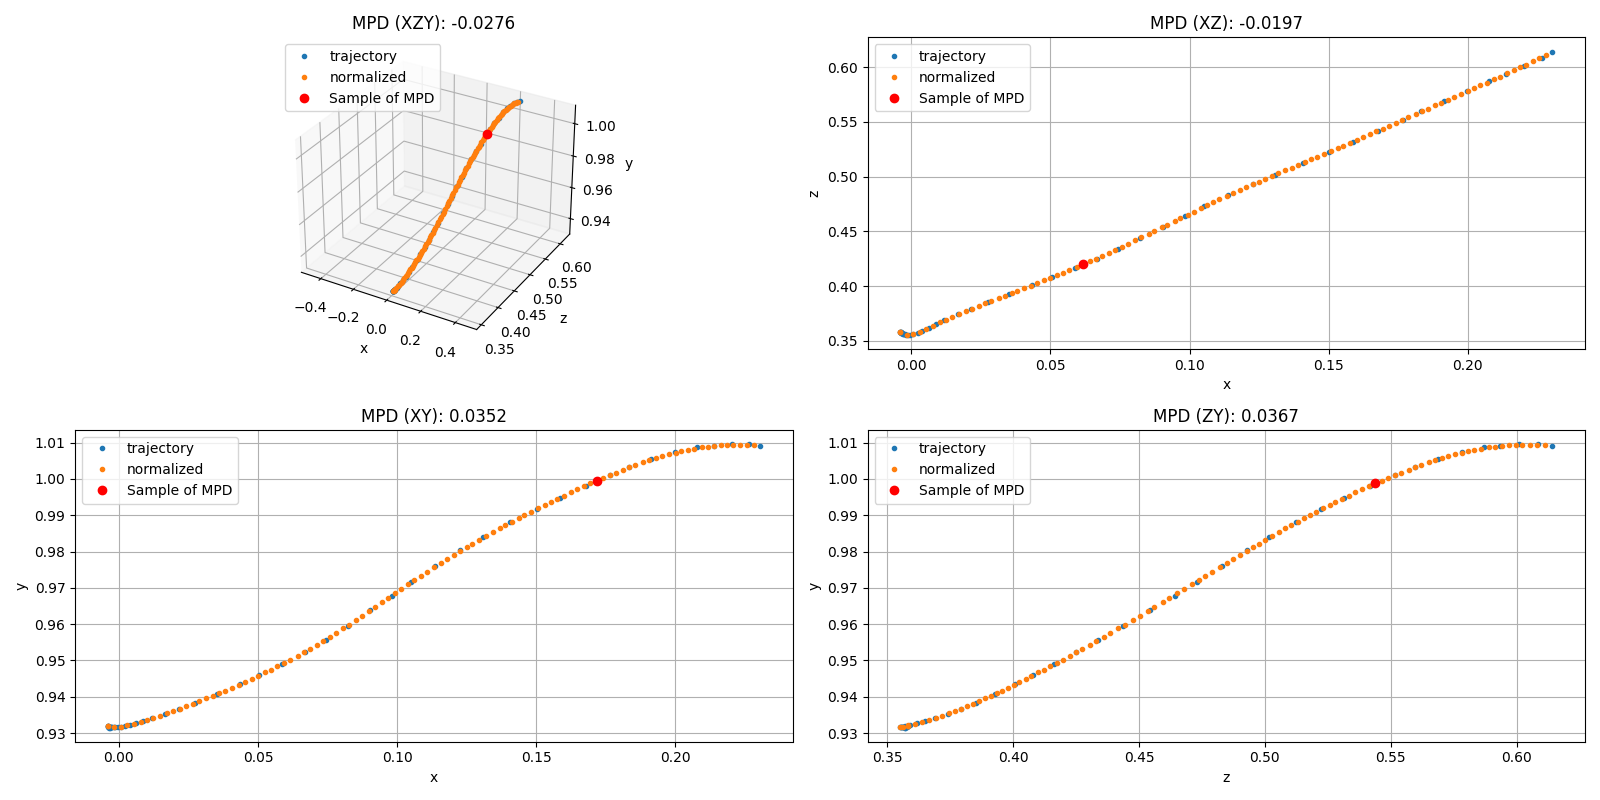 MPD (XZY): -0.0276
trajectory
normalized
Sample of MPD
1.00
0.98
0.96
0.94
y
−0.4
−0.2
0.0
0.2
0.4
x
0.35
0.40
0.45
0.50
0.55
0.60
z
MPD (XZ): -0.0197
trajectory
normalized
Sample of MPD
0.60
0.55
0.50
0.45
0.40
0.35
z
0.00 0.05 0.10 0.15 0.20
x
MPD (XY): 0.0352
trajectory
normalized
Sample of MPD
1.01
1.00
0.99
0.98
0.97
0.96
0.95
0.94
0.93
y
0.00 0.05 0.10 0.15 0.20
x
MPD (ZY): 0.0367
trajectory
normalized
Sample of MPD
1.01
1.00
0.99
0.98
0.97
0.96
0.95
0.94
0.93
y
0.35 0.40 0.45 0.50 0.55 0.60
z